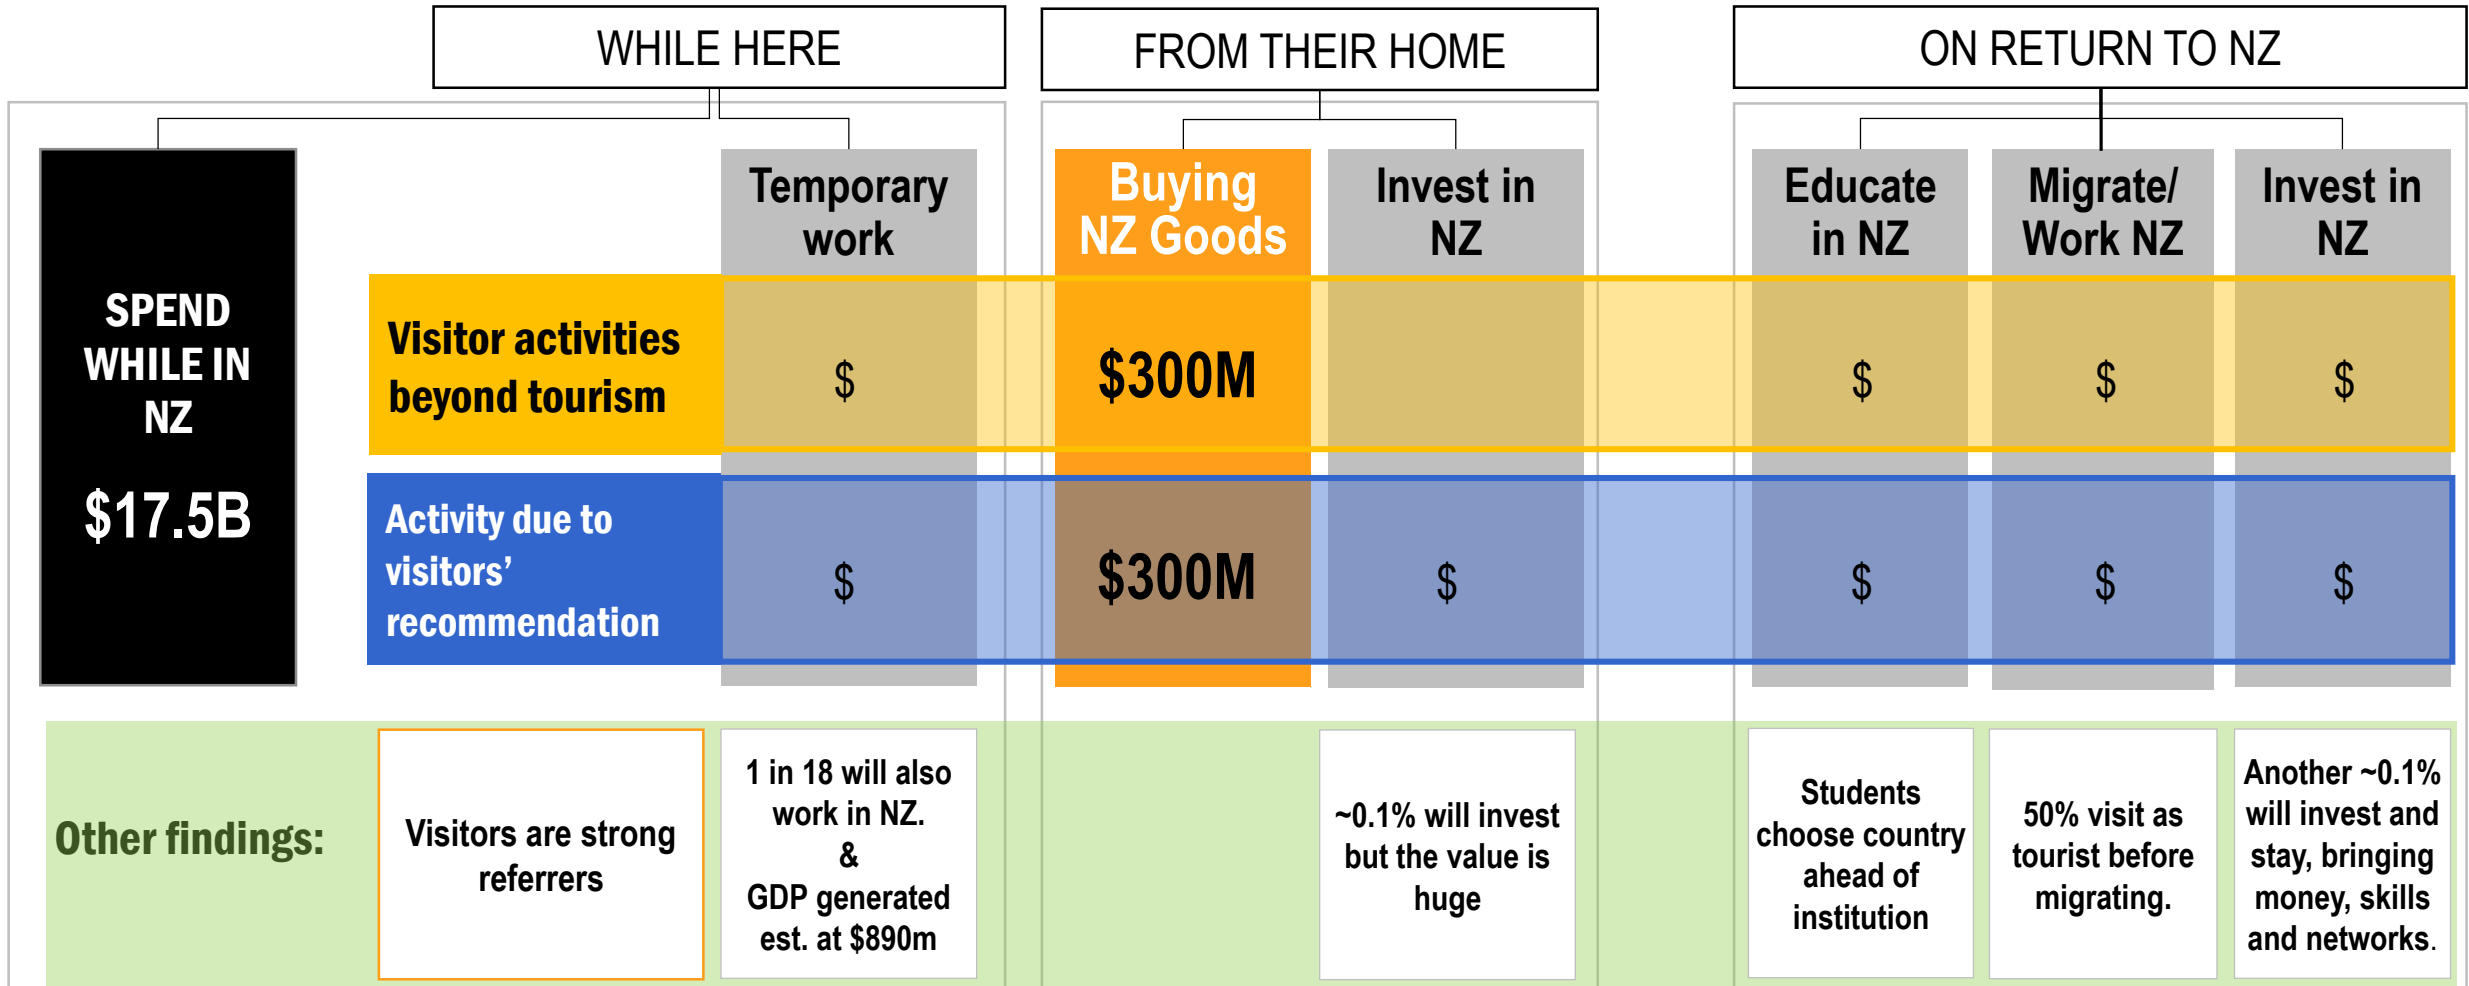 WHILE HERE
FROM THEIR HOME
ON RETURN TO NZ
SPEND
WHILE IN
NZ
$17.5B
Temporary
work
Buying
NZ Goods
Invest in
NZ
Educate
in NZ
Migrate/
Work NZ
Invest in
NZ
Visitor activities
beyond tourism
$
$300M
$
$
$
Activity due to
visitors’
recommendation
$
$300M
$
$
$
$
Other findings:
Visitors are strong
referrers
1 in 18 will also
work in NZ.
&
GDP generated
est. at $890m
~0.1% will invest
but the value is
huge
Students
choose country
ahead of
institution
50% visit as
tourist before
migrating.
Another ~0.1%
will invest and
stay, bringing
money, skills
and networks.